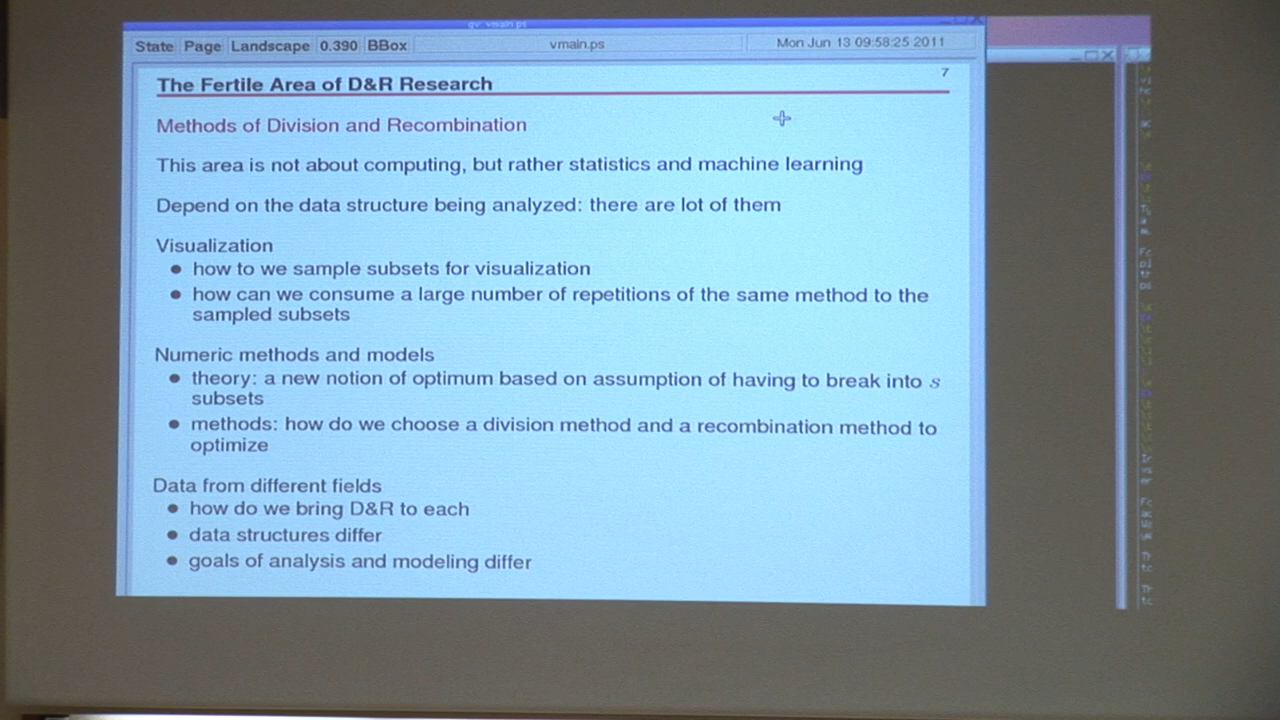 gv: vmain.ps
State Page Landscape 0.390 BBox vmain.ps Mon Jun 13 09:58:25 2011
7
The Fertile Area of D&R Research
Methods of Division and Recombination
This area is not about computing, but rather statistics and machine learning
Depend on the data structure being analyzed: there are lot of them
Visualization
● how to we sample subsets for visualization
● how can we consume a large number of repetitions of the same method to the
sampled subsets
Numeric methods and models
● theory: a new notion of optimum based on assumption of having to break into s
subsets
● methods: how do we choose a division method and a recombination method to
optimize
Data from different fields
● how do we bring D&R to each
● data structures differ
● goals of analysis and modeling differ